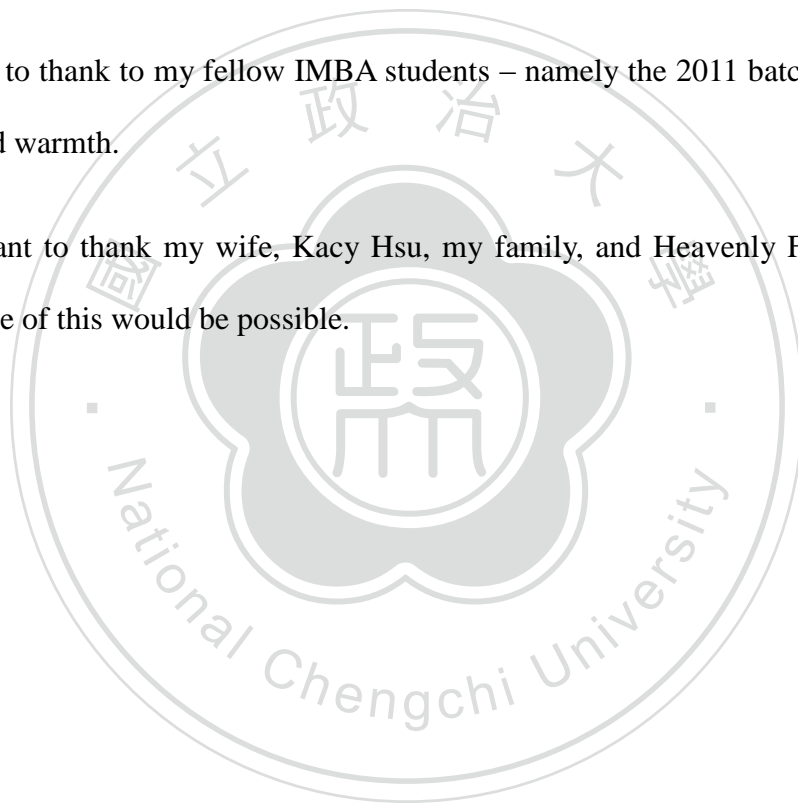 to thank to my fellow IMBA students – namely the 2011 batc
warmth.
ant to thank my wife, Kacy Hsu, my family, and Heavenly F
e of this would be possible.
國立政治大學
政
National Chengchi University